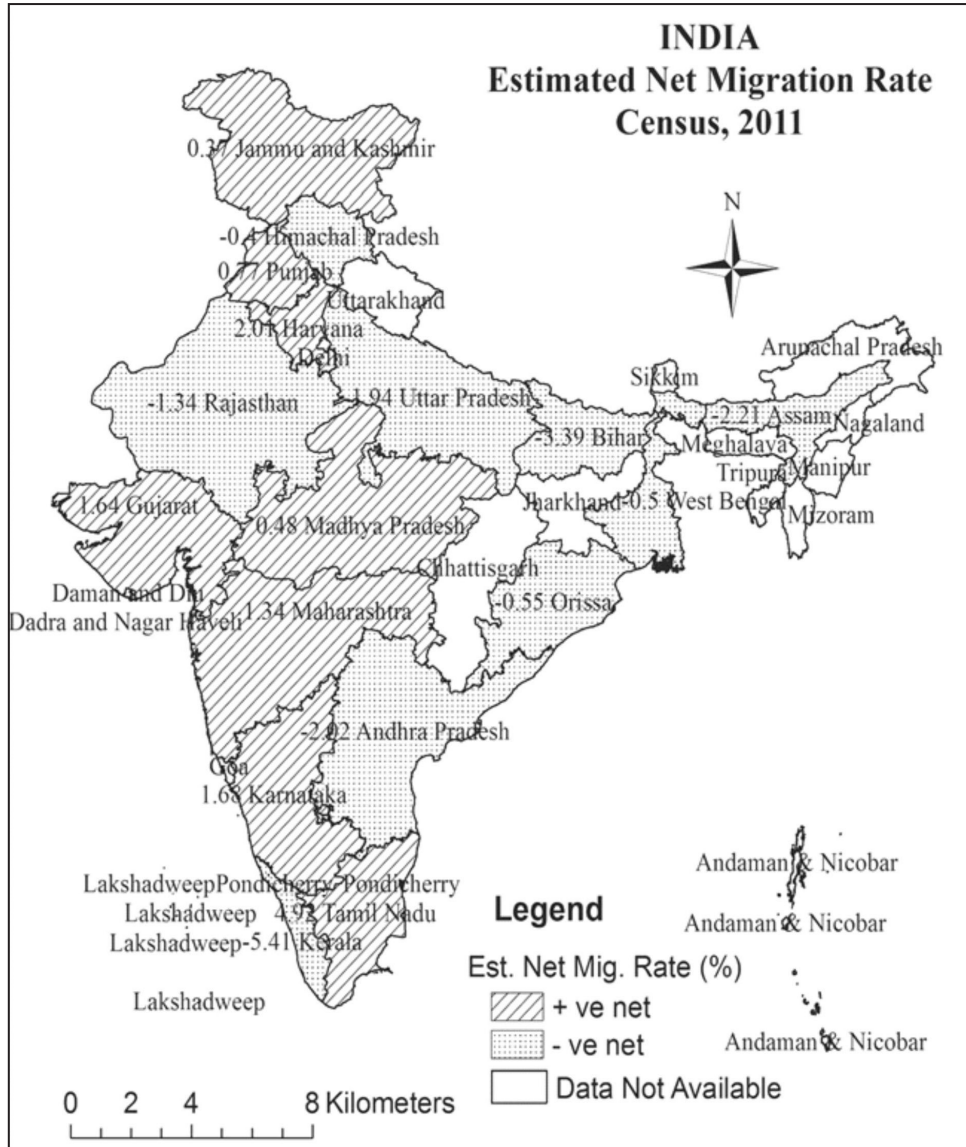 INDIA
Estimated Net Migration Rate
Census, 2011
N
0.37 Jammu and Kashmir
-0.4 Himachal Pradesh
0.77 Punjab
Uttarakhand
2.01 Haryana
Delhi
Arunachal Pradesh
Sikkim
-1.34 Rajasthan
-1.94 Uttar Pradesh
-2.21 Assam
Nagaland
-3.39 Bihar
Meghalaya
Tripura
Manipur
1.64 Gujarat
Jharkhand
-0.5 West Bengal
Mizoram
0.48 Madhya Pradesh
Chhattisgarh
Daman and Diu
-0.55 Orissa
Dadra and Nagar Haveli
1.34 Maharashtra
-2.02 Andhra Pradesh
Goa
1.68 Karnataka
Andaman & Nicobar
Lakshadweep
Pondicherry
Pondicherry
Lakshadweep
4.92 Tamil Nadu
Andaman & Nicobar
Lakshadweep
-5.41 Kerala
Lakshadweep
Andaman & Nicobar
Legend
Est. Net Mig. Rate (%)
+ ve net
- ve net
Data Not Available
0 2 4 8 Kilometers